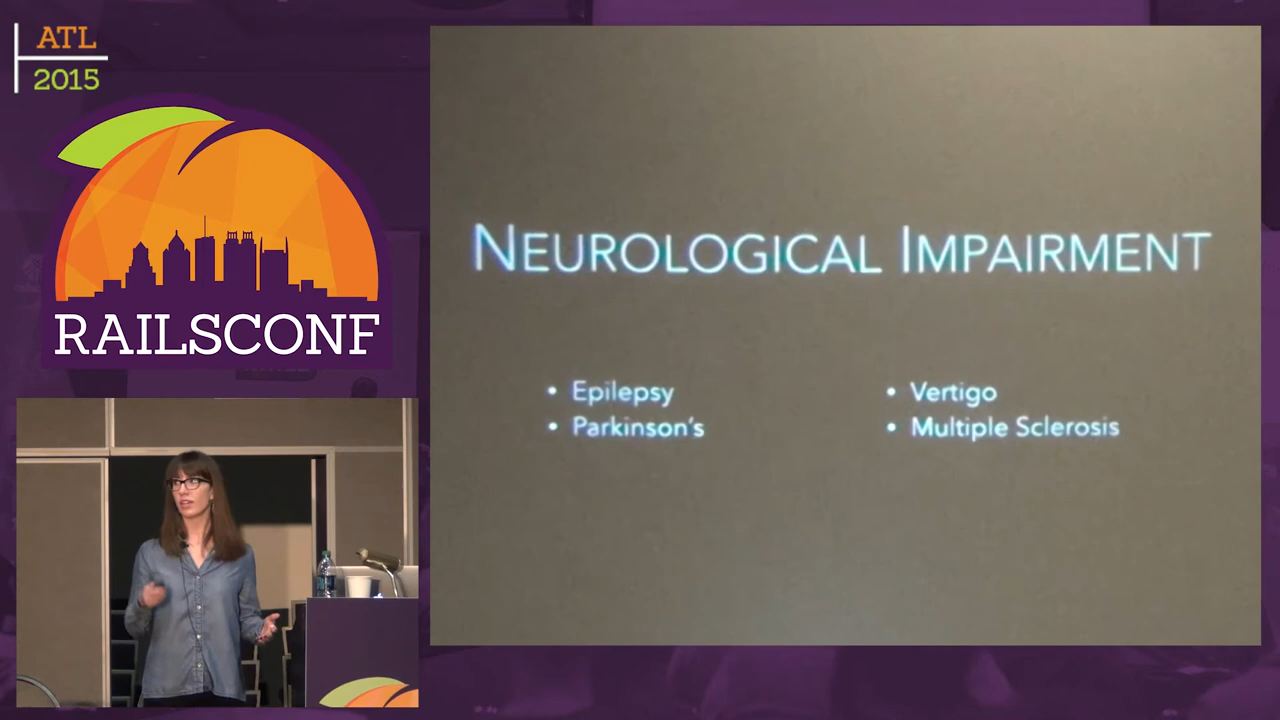 ATL
2015
RAILSCONF
NEUROLOGICAL IMPAIRMENT
• Epilepsy
• Parkinson's
• Vertigo
• Multiple Sclerosis